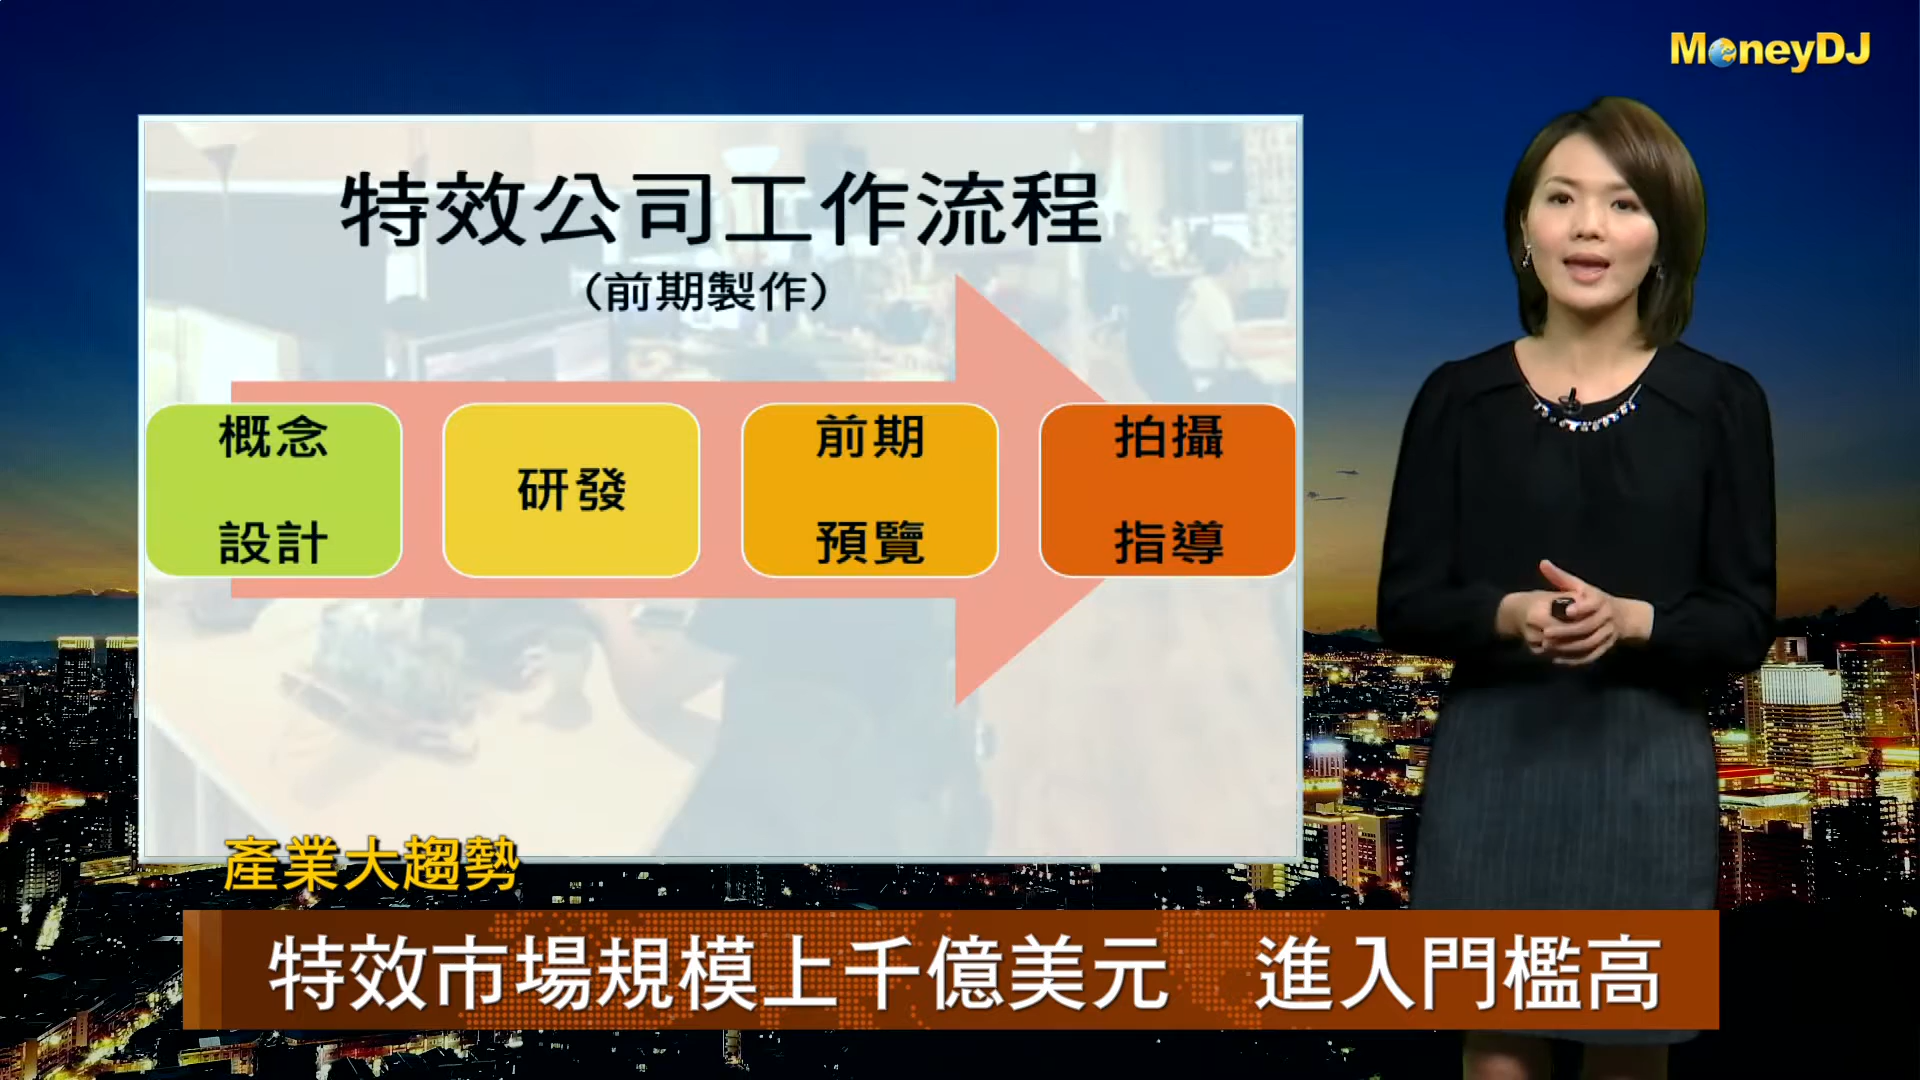 MoneyDJ
特效公司工作流程
（前期製作）
概念
設計
研發
前期
預覽
拍攝
指導
產業大趨勢
特效市場規模上千億美元　進入門檻高